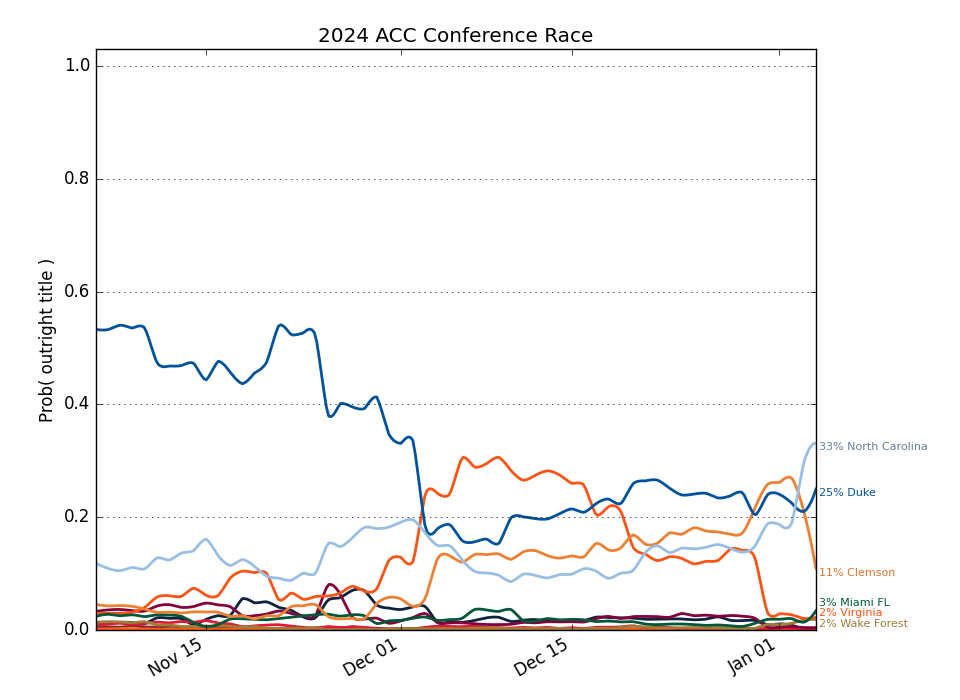 2024 ACC Conference Race
Prob( outright title )
1.0
0.8
0.6
0.4
0.2
0.0
Nov 15
Dec 01
Dec 15
Jan 01
33% North Carolina
25% Duke
11% Clemson
3% Miami FL
2% Virginia
2% Wake Forest